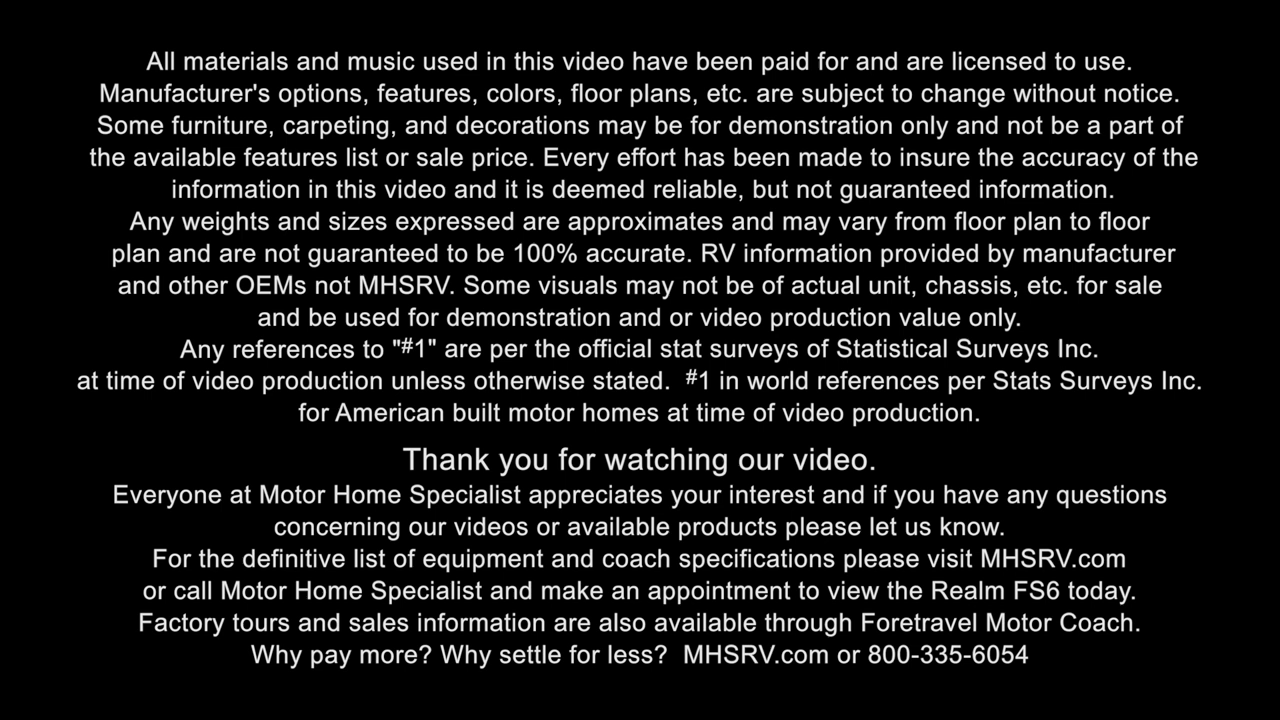 All materials and music used in this video have been paid for and are licensed to use.
Manufacturer's options, features, colors, floor plans, etc. are subject to change without notice.
Some furniture, carpeting, and decorations may be for demonstration only and not be a part of
the available features list or sale price. Every effort has been made to insure the accuracy of the
information in this video and it is deemed reliable, but not guaranteed information.
Any weights and sizes expressed are approximates and may vary from floor plan to floor
plan and are not guaranteed to be 100% accurate. RV information provided by manufacturer
and other OEMs not MHSRV. Some visuals may not be of actual unit, chassis, etc. for sale
and be used for demonstration and or video production value only.
Any references to "#1" are per the official stat surveys of Statistical Surveys Inc.
at time of video production unless otherwise stated.  #1 in world references per Stats Surveys Inc.
for American built motor homes at time of video production.
Thank you for watching our video.
Everyone at Motor Home Specialist appreciates your interest and if you have any questions
concerning our videos or available products please let us know.
For the definitive list of equipment and coach specifications please visit MHSRV.com
or call Motor Home Specialist and make an appointment to view the Realm FS6 today.
Factory tours and sales information are also available through Foretravel Motor Coach.
Why pay more? Why settle for less?  MHSRV.com or 800-335-6054